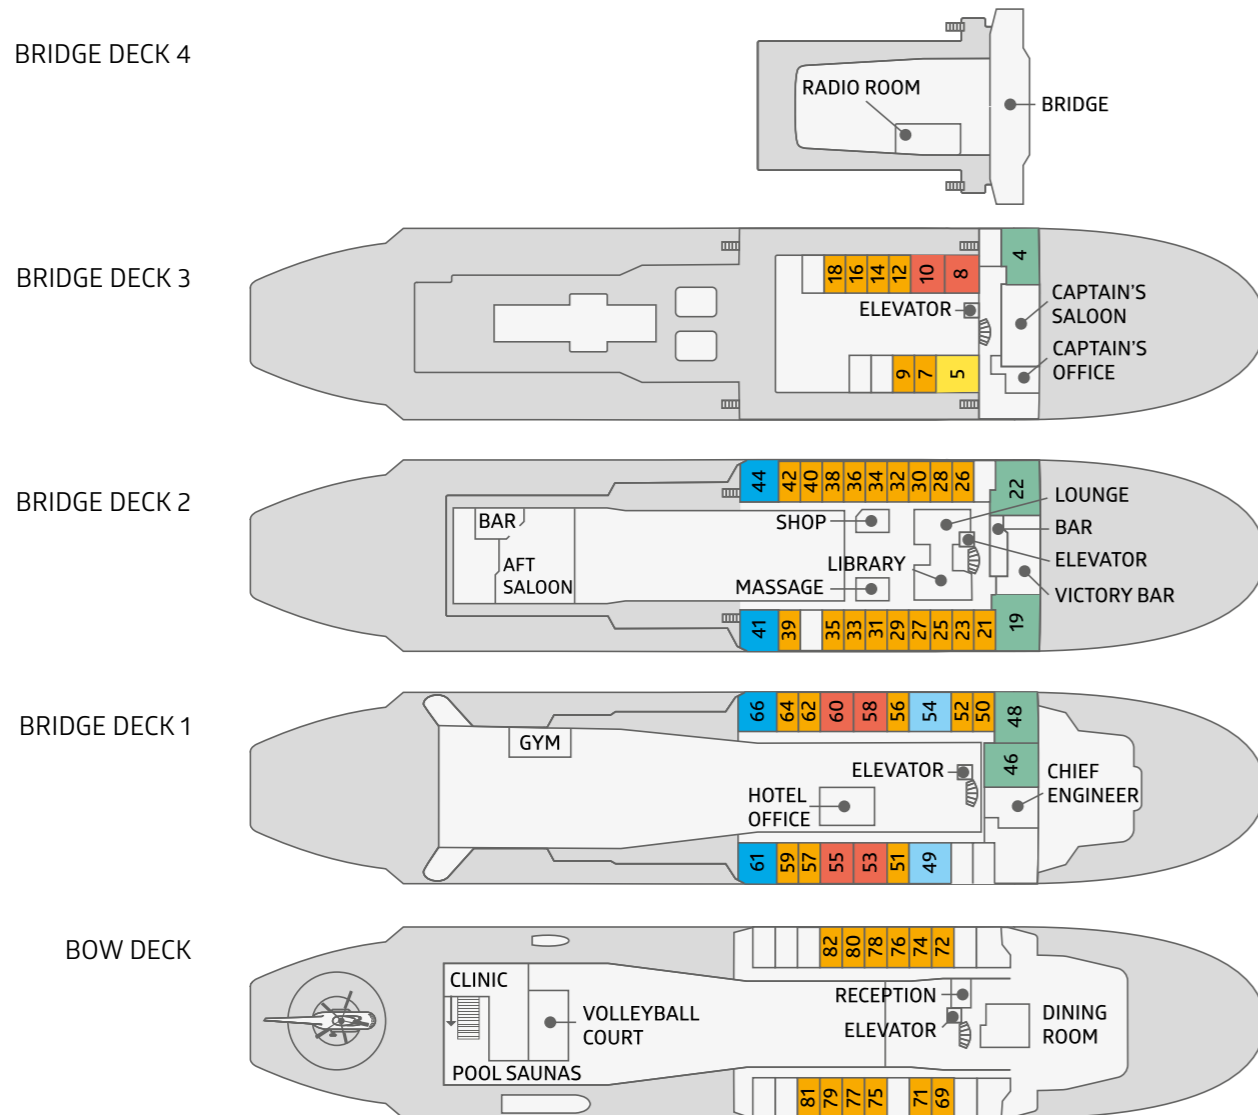 BRIDGE DECK 4
RADIO ROOM
BRIDGE
BRIDGE DECK 3
18 16 14 12 10 8
4
ELEVATOR
CAPTAIN'S
SALOON
CAPTAIN'S
OFFICE
9 7 5
BRIDGE DECK 2
44 42 40 38 36 34 32 30 28 26
22
LOUNGE
BAR
SHOP
BAR
ELEVATOR
AFT
SALOON
LIBRARY
MASSAGE
VICTORY BAR
41 39 35 33 31 29 27 25 23 21
19
BRIDGE DECK 1
66 64 62 60 58 56 54 52 50
48
GYM
46
ELEVATOR
CHIEF
ENGINEER
HOTEL
OFFICE
61 59 57 55 53 51 49
BOW DECK
82 80 78 76 74 72
CLINIC
RECEPTION
VOLLEYBALL
COURT
ELEVATOR
DINING
ROOM
POOL SAUNAS
81 79 77 75 71 69